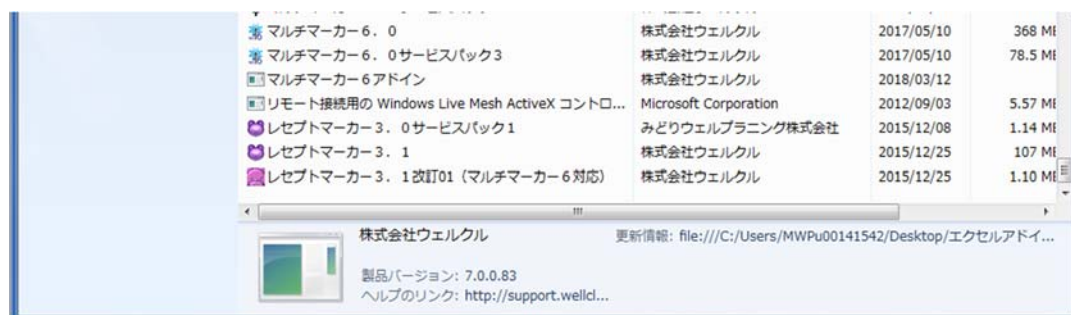 マルチマーカー6．0 株式会社ウェルクル 2017/05/10 368 ME
マルチマーカー6．0サービスパック3 株式会社ウェルクル 2017/05/10 78.5 ME
マルチマーカー6アドイン 株式会社ウェルクル 2018/03/12
リモート接続用の Windows Live Mesh ActiveX コントロ... Microsoft Corporation 2012/09/03 5.57 ME
レセプトマーカー3．0サービスパック1 みどりウェルプラニング株式会社 2015/12/08 1.14 ME
レセプトマーカー3．1 株式会社ウェルクル 2015/12/25 107 ME
レセプトマーカー3．1改訂01（マルチマーカー6対応） 株式会社ウェルクル 2015/12/25 1.10 ME
株式会社ウェルクル 更新情報: file:///C:/Users/MWPu00141542/Desktop/エクセルアドイ...
製品バージョン: 7.0.0.83
ヘルプのリンク: http://support.wellcl...